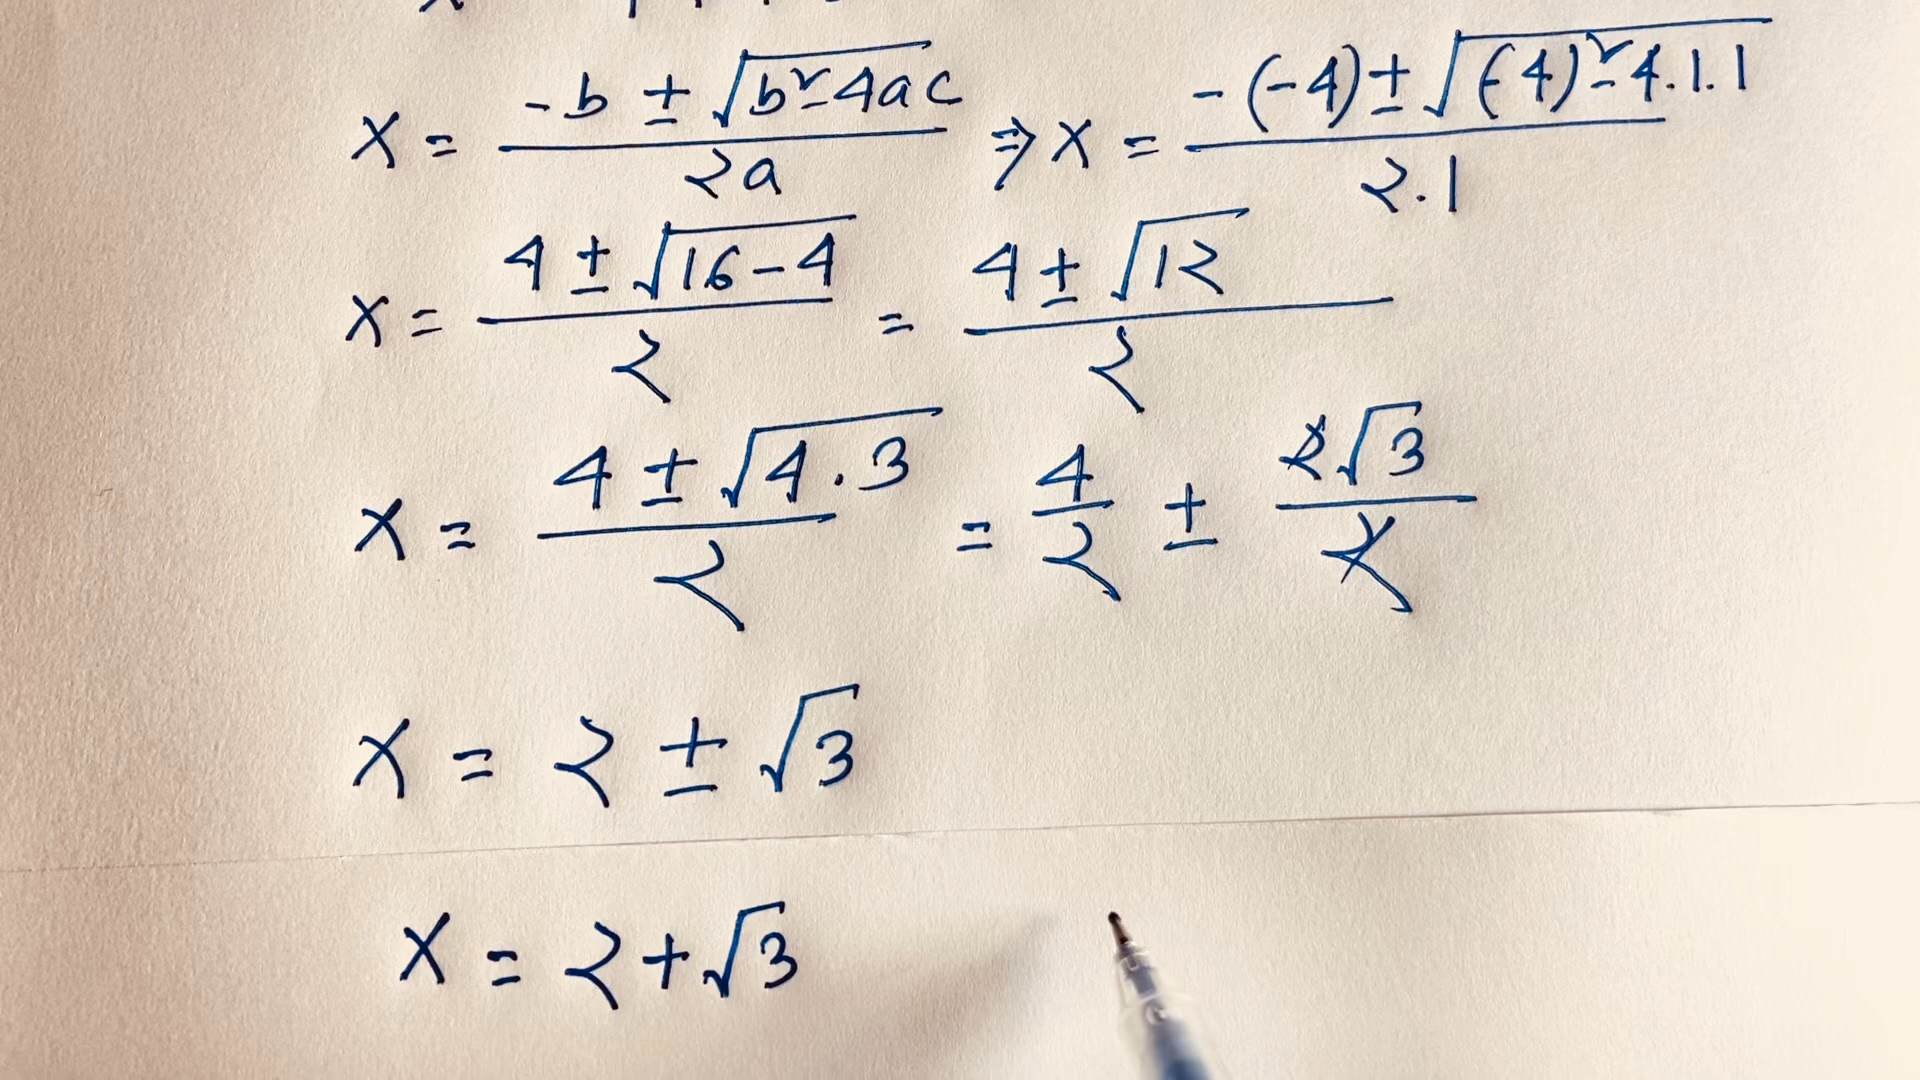 x = (-b ± √(b²-4ac))/(2a) ⇒ x = (-(-4) ± √((-4)²-4.1.1))/(2.1)
x = (4 ± √(16-4))/2 = (4 ± √12)/2
x = (4 ± √(4.3))/2 = 4/2 ± (2√3)/2
x = 2 ± √3
x = 2+√3